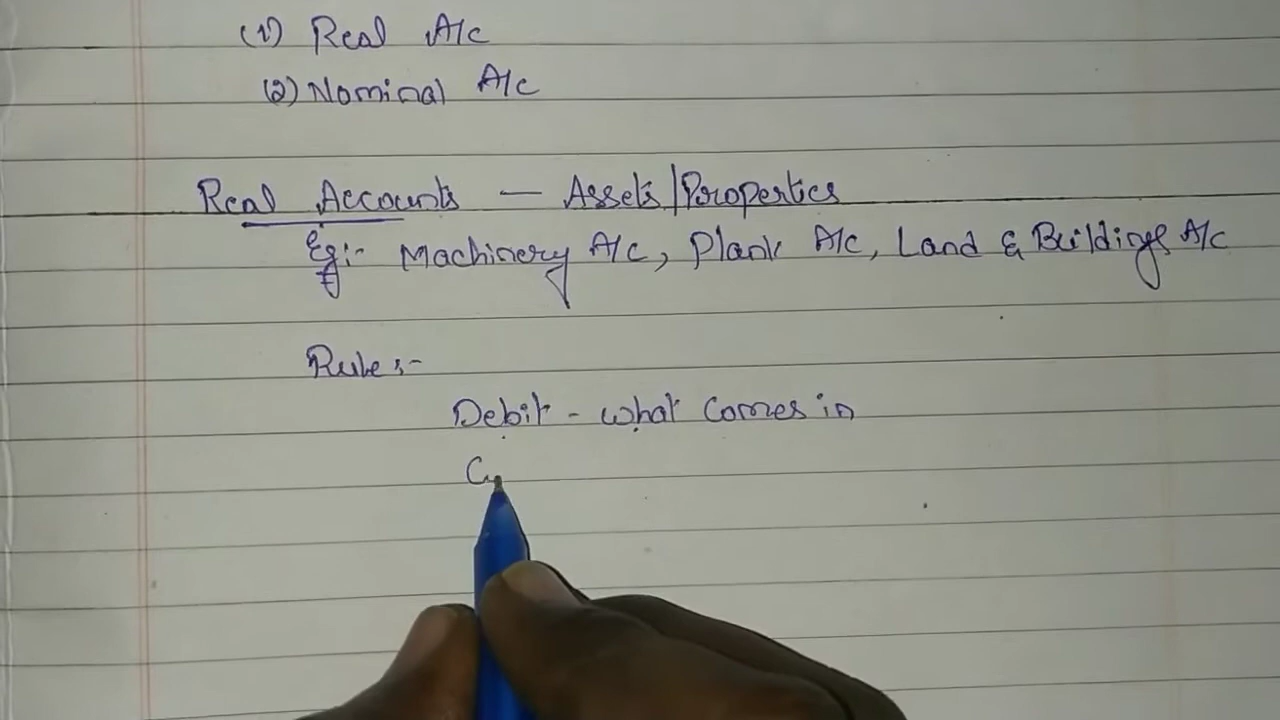 (1) Real A/c
(2) Nominal A/c
Real Accounts — Assets/Properties
Eg:- Machinery A/c, Plant A/c, Land & Buildings A/c
Rule:-
Debit - what comes in